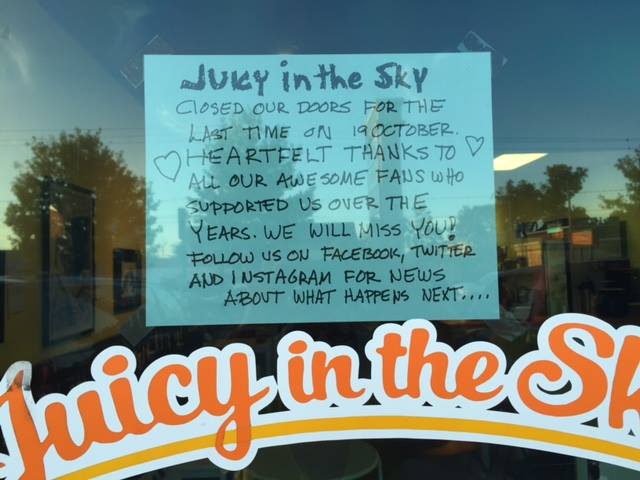 JUICY in the SKY
CLOSED OUR DOORS FOR THE
LAST TIME ON 19 OCTOBER.
HEARTFELT THANKS TO
ALL OUR AWESOME FANS WHO
SUPPORTED US OVER THE
YEARS. WE WILL MISS YOU!
FOLLOW US ON FACEBOOK, TWITTER
AND INSTAGRAM FOR NEWS
ABOUT WHAT HAPPENS NEXT....
Juicy in the Sk